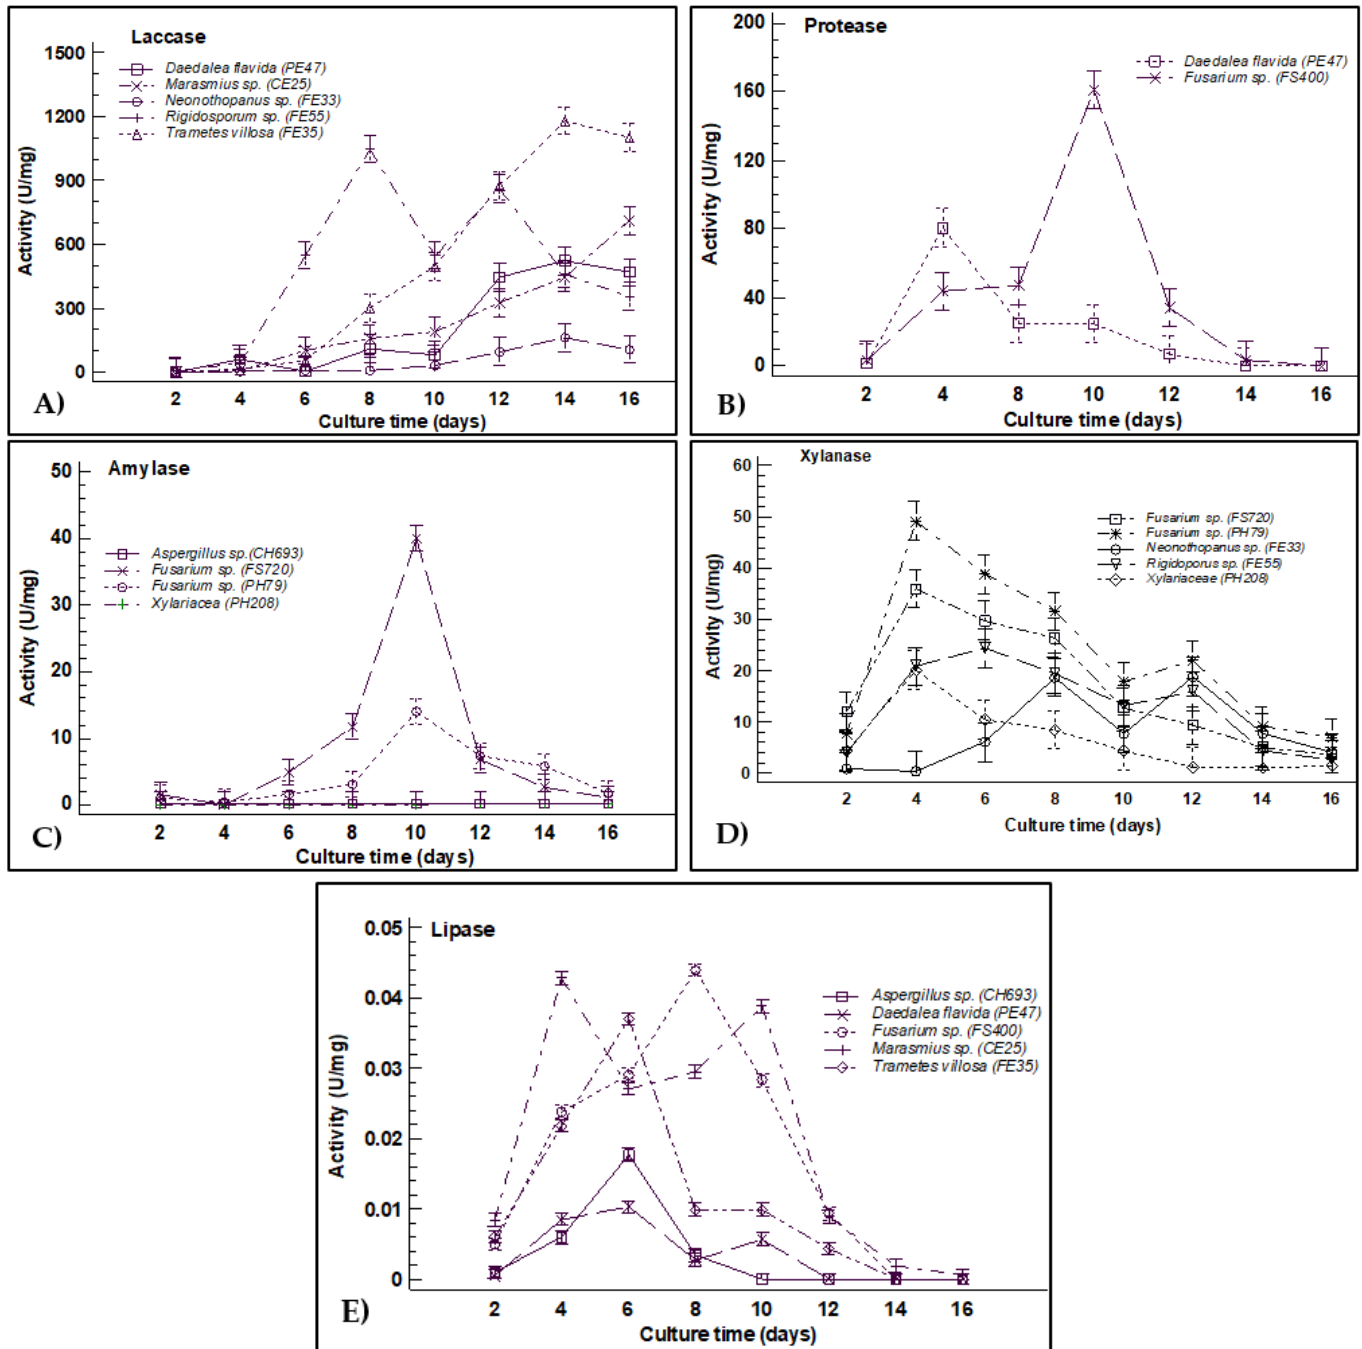 Laccase
1500
1200
900
600
300
0
Activity (U/mg)
Daedalea flavida (PE47)
Marasmius sp. (CE25)
Neonothopanus sp. (FE33)
Rigidosporum sp. (FE55)
Trametes villosa (FE35)
2 4 6 8 10 12 14 16
Culture time (days)
A)
Protease
200
160
120
80
40
0
Activity (U/mg)
Daedalea flavida (PE47)
Fusarium sp. (FS400)
2 4 8 10 12 14 16
Culture time (days)
B)
Amylase
50
40
30
20
10
0
Activity (U/mg)
Aspergillus sp.(CH693)
Fusarium sp. (FS720)
Fusarium sp. (PH79)
Xylariacea (PH208)
2 4 6 8 10 12 14 16
Culture time (days)
C)
Xylanase
60
50
40
30
20
10
0
Activity (U/mg)
Fusarium sp. (FS720)
Fusarium sp. (PH79)
Neonothopanus sp. (FE33)
Rigidoporus sp. (FE55)
Xylariaceae (PH208)
2 4 6 8 10 12 14 16
Culture time (days)
D)
Lipase
0.05
0.04
0.03
0.02
0.01
0
Activity (U/mg)
Aspergillus sp. (CH693)
Daedalea flavida (PE47)
Fusarium sp. (FS400)
Marasmius sp. (CE25)
Trametes villosa (FE35)
2 4 6 8 10 12 14 16
Culture time (days)
E)